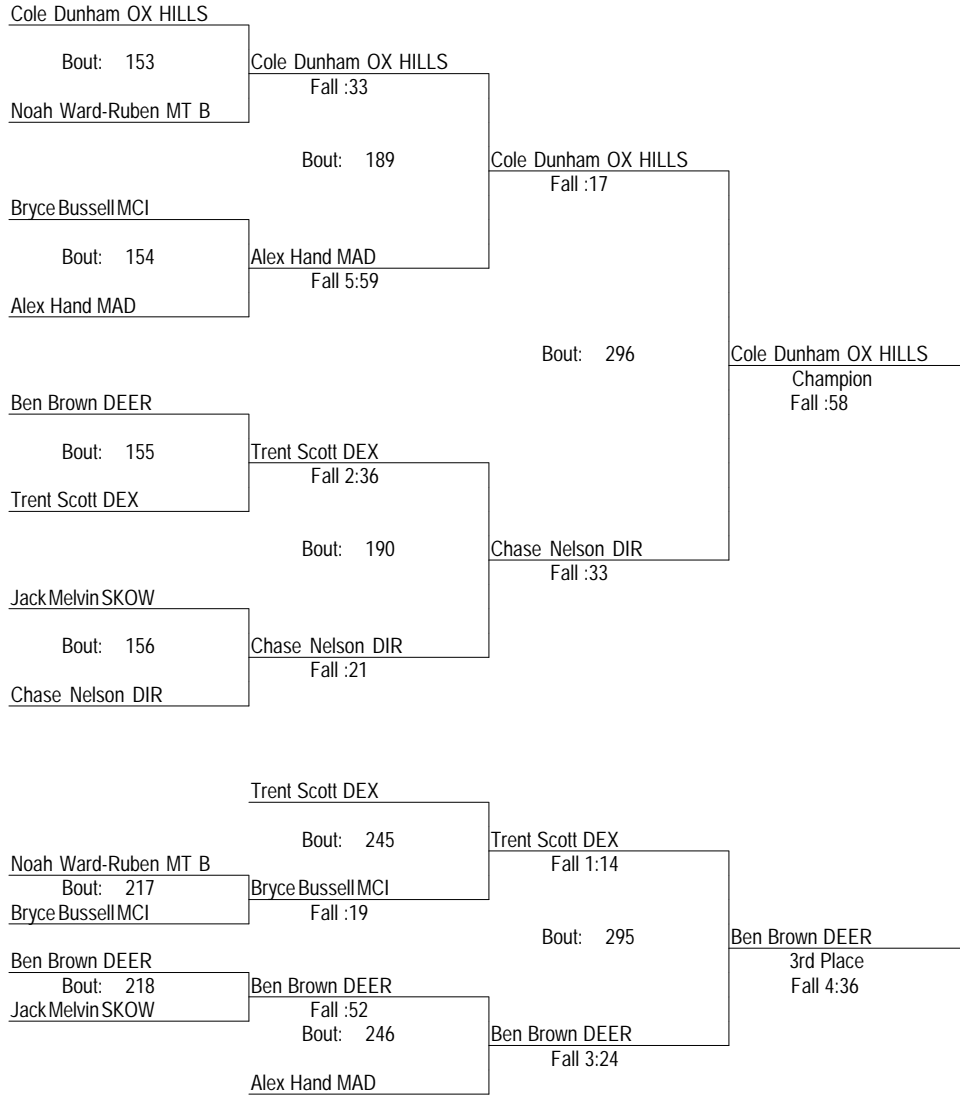 Cole Dunham OX HILLS
Bout: 153
Cole Dunham OX HILLS
Fall :33
Noah Ward-Ruben MT B
Bout: 189
Cole Dunham OX HILLS
Fall :17
Bryce Bussell MCI
Bout: 154
Alex Hand MAD
Fall 5:59
Alex Hand MAD
Bout: 296
Cole Dunham OX HILLS
Champion
Fall :58
Ben Brown DEER
Bout: 155
Trent Scott DEX
Fall 2:36
Trent Scott DEX
Bout: 190
Chase Nelson DIR
Fall :33
Jack Melvin SKOW
Bout: 156
Chase Nelson DIR
Fall :21
Chase Nelson DIR
Trent Scott DEX
Bout: 245
Trent Scott DEX
Fall 1:14
Noah Ward-Ruben MT B
Bout: 217
Bryce Bussell MCI
Bryce Bussell MCI
Fall :19
Bout: 295
Ben Brown DEER
3rd Place
Fall 4:36
Ben Brown DEER
Bout: 218
Ben Brown DEER
Jack Melvin SKOW
Fall :52
Bout: 246
Ben Brown DEER
Fall 3:24
Alex Hand MAD